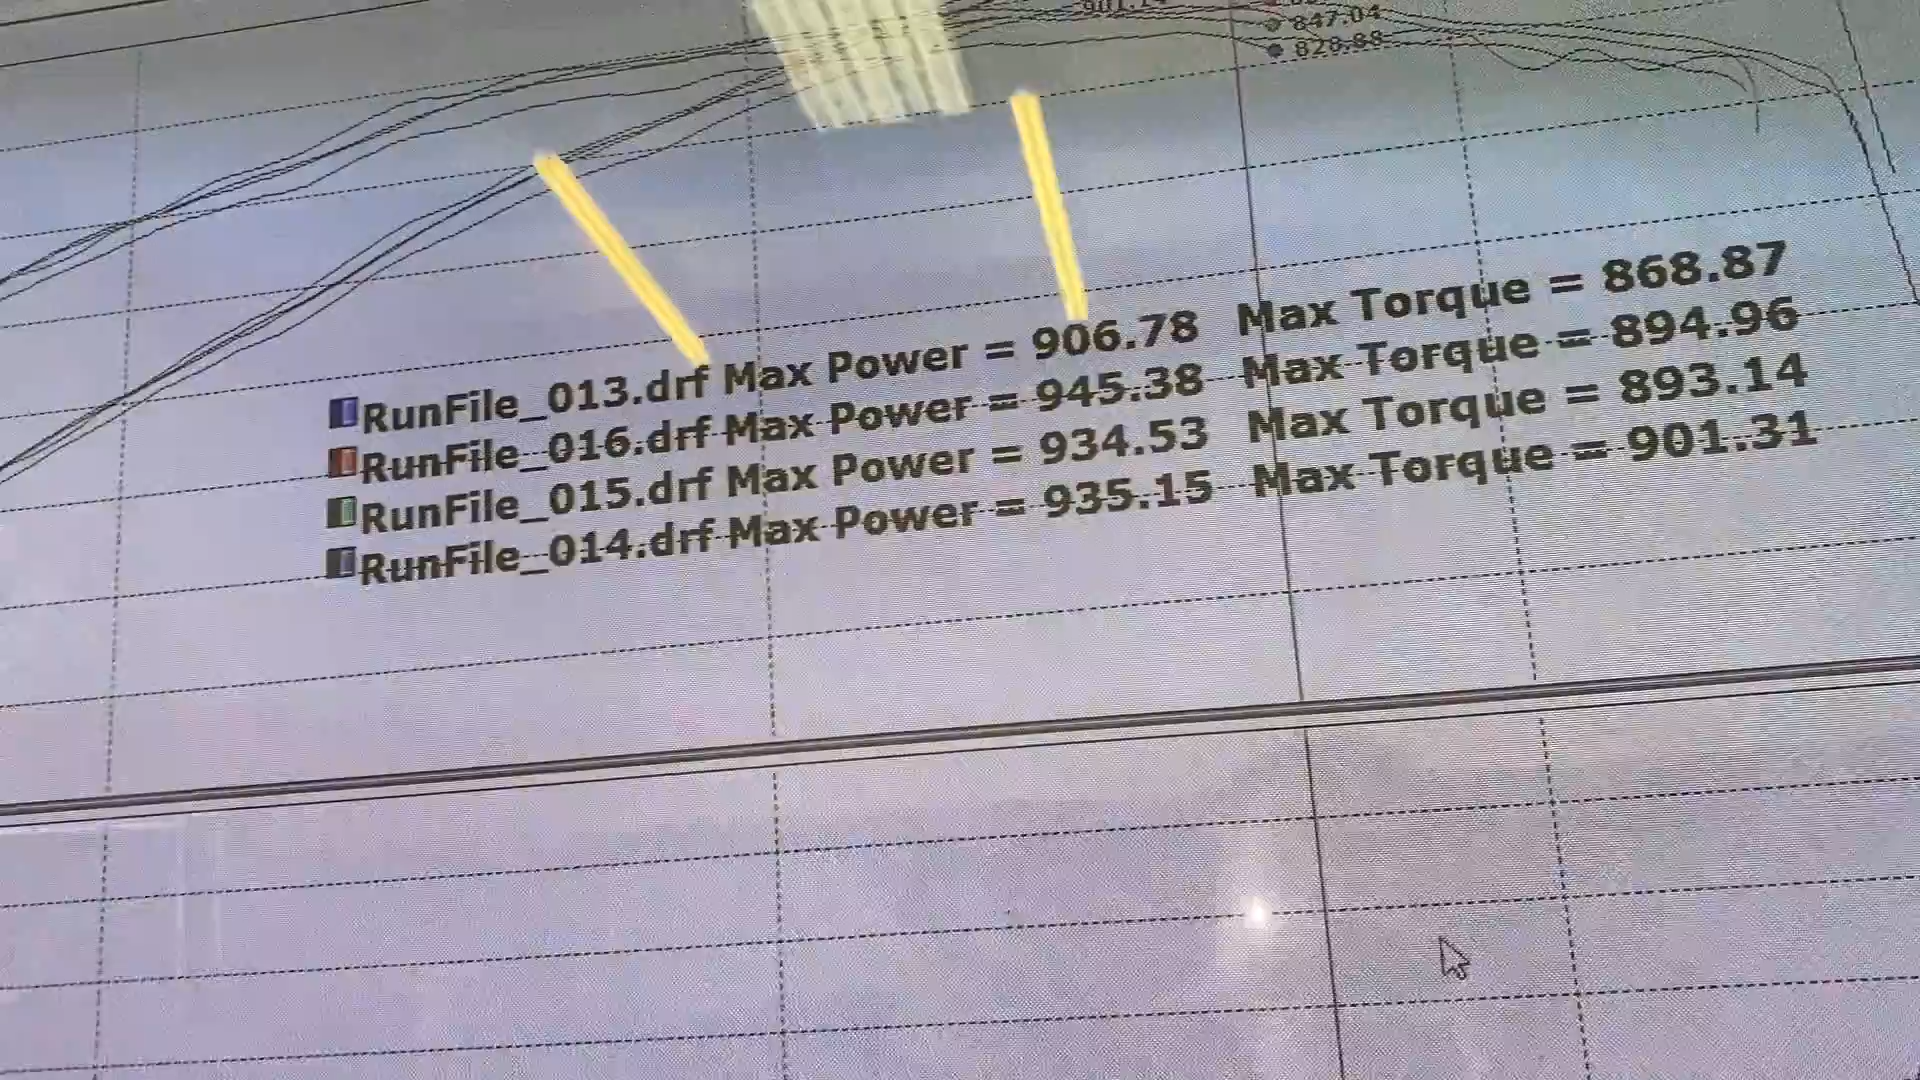 847.04
820.88
RunFile_013.drf Max Power = 906.78 Max Torque = 868.87
RunFile_016.drf Max Power = 945.38 Max Torque = 894.96
RunFile_015.drf Max Power = 934.53 Max Torque = 893.14
RunFile_014.drf Max Power = 935.15 Max Torque = 901.31